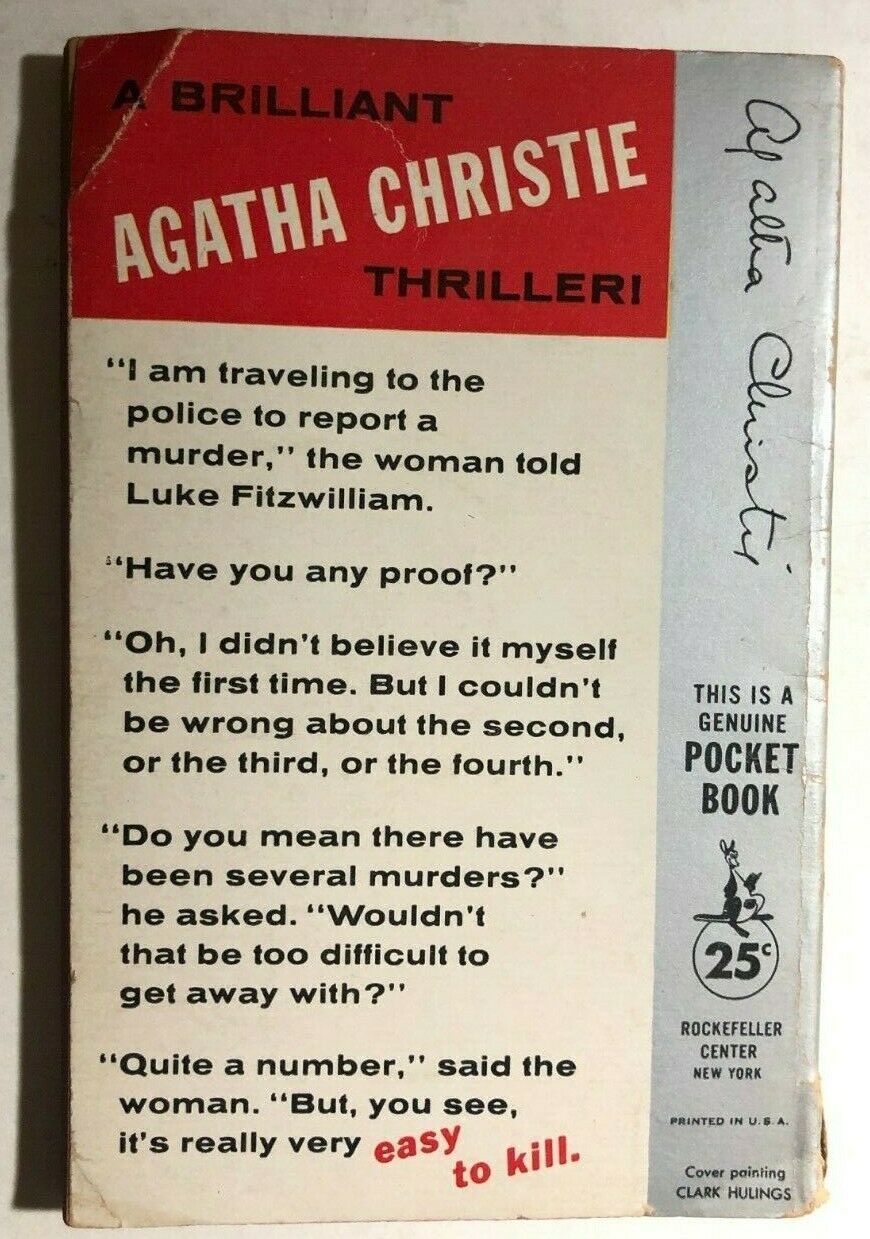 A BRILLIANT
AGATHA CHRISTIE
THRILLER!
"I am traveling to the
police to report a
murder," the woman told
Luke Fitzwilliam.
"Have you any proof?"
"Oh, I didn't believe it myself
the first time. But I couldn't
be wrong about the second,
or the third, or the fourth."
"Do you mean there have
been several murders?"
he asked. "Wouldn't
that be too difficult to
get away with?"
"Quite a number," said the
woman. "But, you see,
it's really very easy
to kill.
Agatha Christie
THIS IS A
GENUINE
POCKET
BOOK
25c
ROCKEFELLER
CENTER
NEW YORK
PRINTED IN U.S.A.
Cover painting
CLARK HULINGS